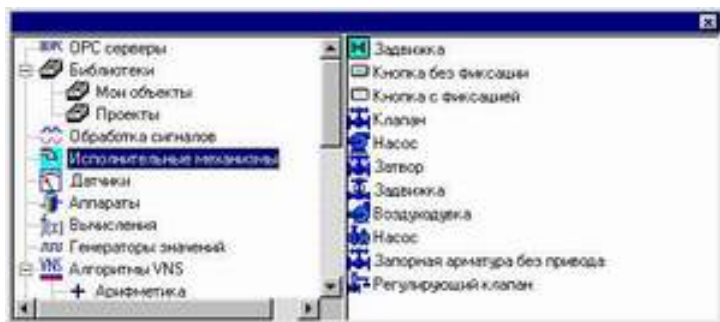 OPC серверы
Библиотеки
Мои объекты
Проекты
Обработка сигналов
Исполнительные механизмы
Датчики
Аппараты
f(x) Вычисления
Генераторы значений
VNS Алгоритмы VNS
Арифметика
Задвижка
Кнопка без фиксации
Кнопка с фиксацией
Клапан
Насос
Затвор
Задвижка
Воздуходувка
Насос
Запорная арматура без привода
Регулирующий клапан